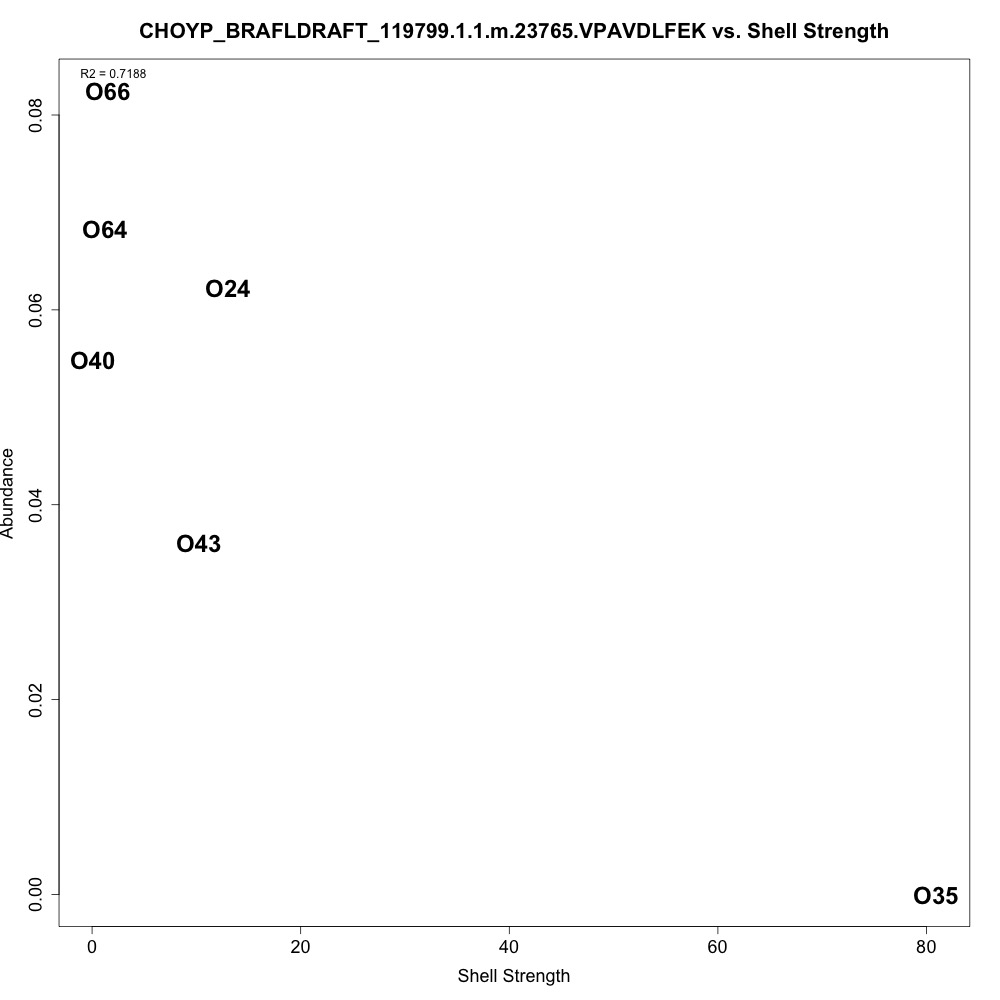 CHOYP_BRAFLDRAFT_119799.1.1.m.23765.VPAVDLFEK vs. Shell Strength
R2 = 0.7188
O66
O64
O24
O40
O43
O35
0.08
0.06
0.04
0.02
0.00
Abundance
0 20 40 60 80
Shell Strength